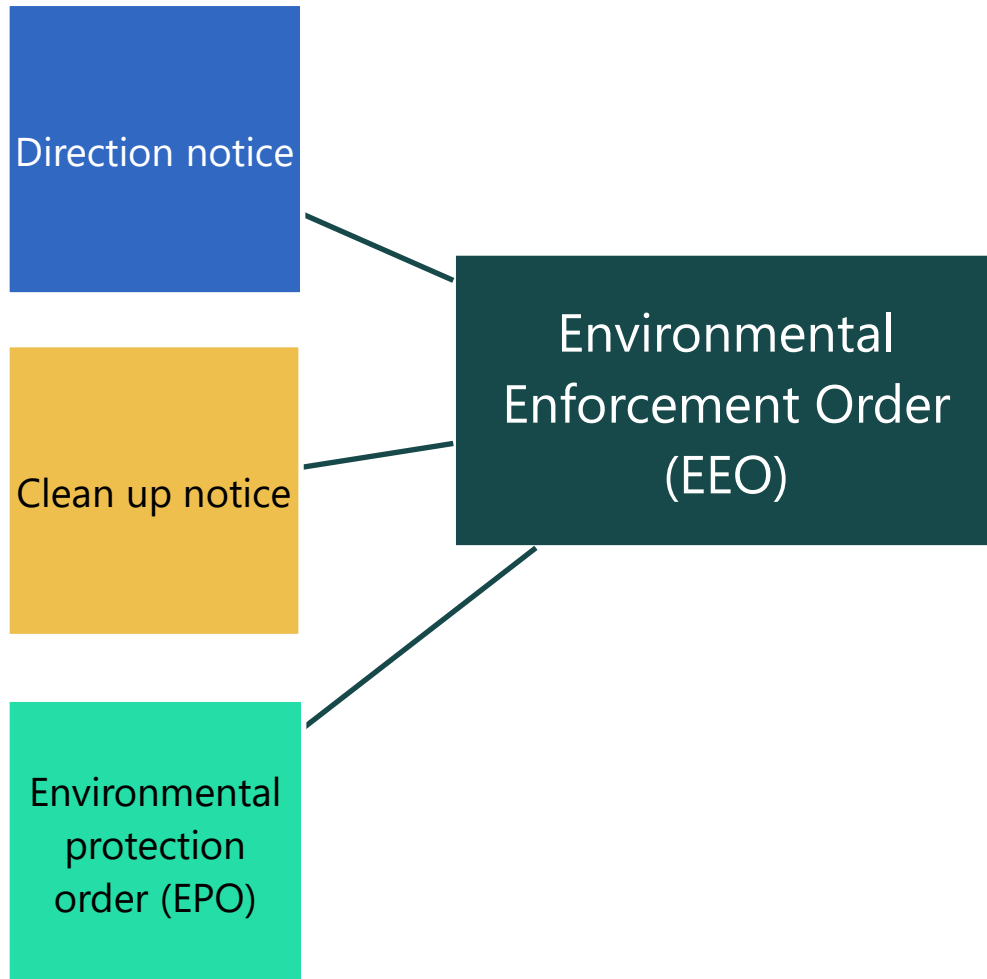 Direction notice
Environmental
Enforcement Order
(EEO)
Clean up notice
Environmental
protection
order (EPO)